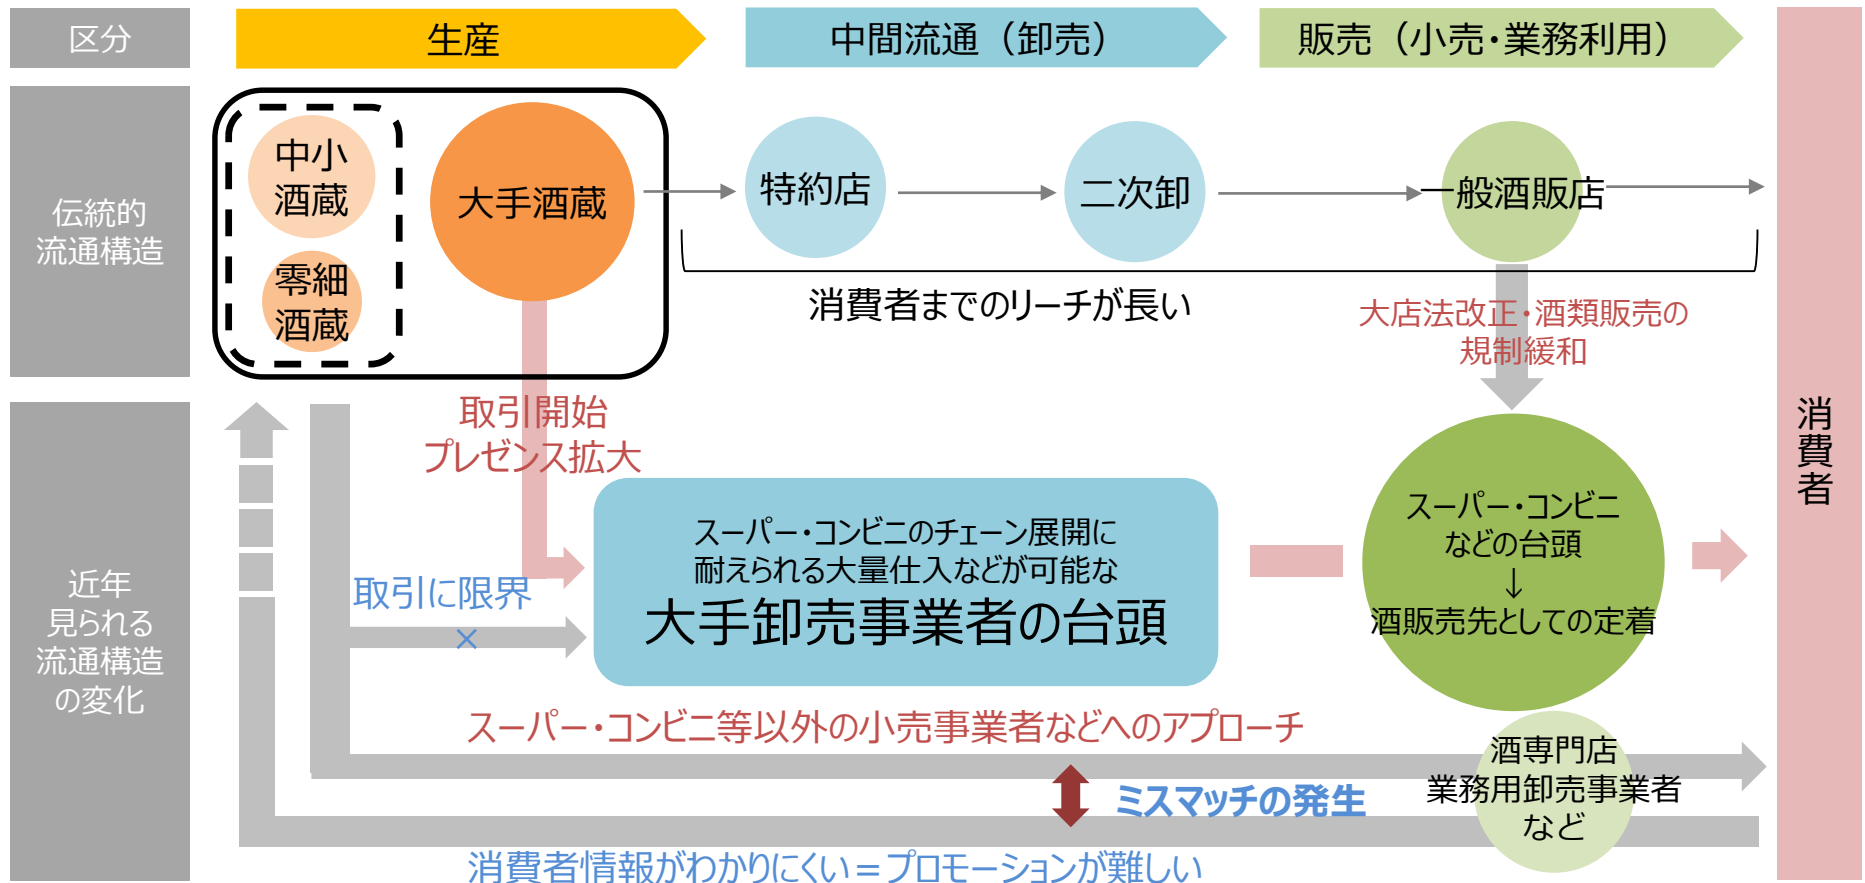 区分
生産
中間流通（卸売）
販売（小売・業務利用）
伝統的
流通構造
中小
酒蔵
零細
酒蔵
大手酒蔵
特約店
二次卸
一般酒販店
消費者までのリーチが長い
大店法改正・酒類販売の
規制緩和
消費者
近年
見られる
流通構造
の変化
取引開始
プレゼンス拡大
取引に限界
×
スーパー・コンビニのチェーン展開に
耐えられる大量仕入などが可能な
大手卸売事業者の台頭
スーパー・コンビニ
などの台頭
↓
酒販売先としての定着
スーパー・コンビニ等以外の小売事業者などへのアプローチ
ミスマッチの発生
酒専門店
業務用卸売事業者
など
消費者情報がわかりにくい＝プロモーションが難しい